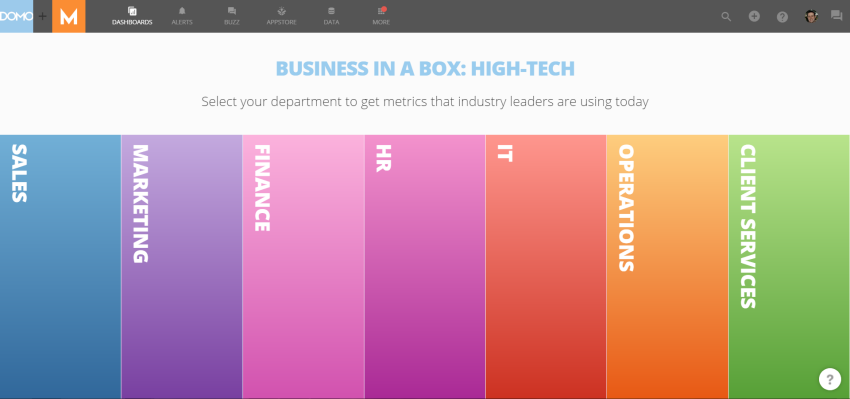 DOMO
M
DASHBOARDS
ALERTS
BUZZ
APPSTORE
DATA
MORE
BUSINESS IN A BOX: HIGH-TECH
Select your department to get metrics that industry leaders are using today
SALES
MARKETING
FINANCE
HR
IT
OPERATIONS
CLIENT SERVICES
?